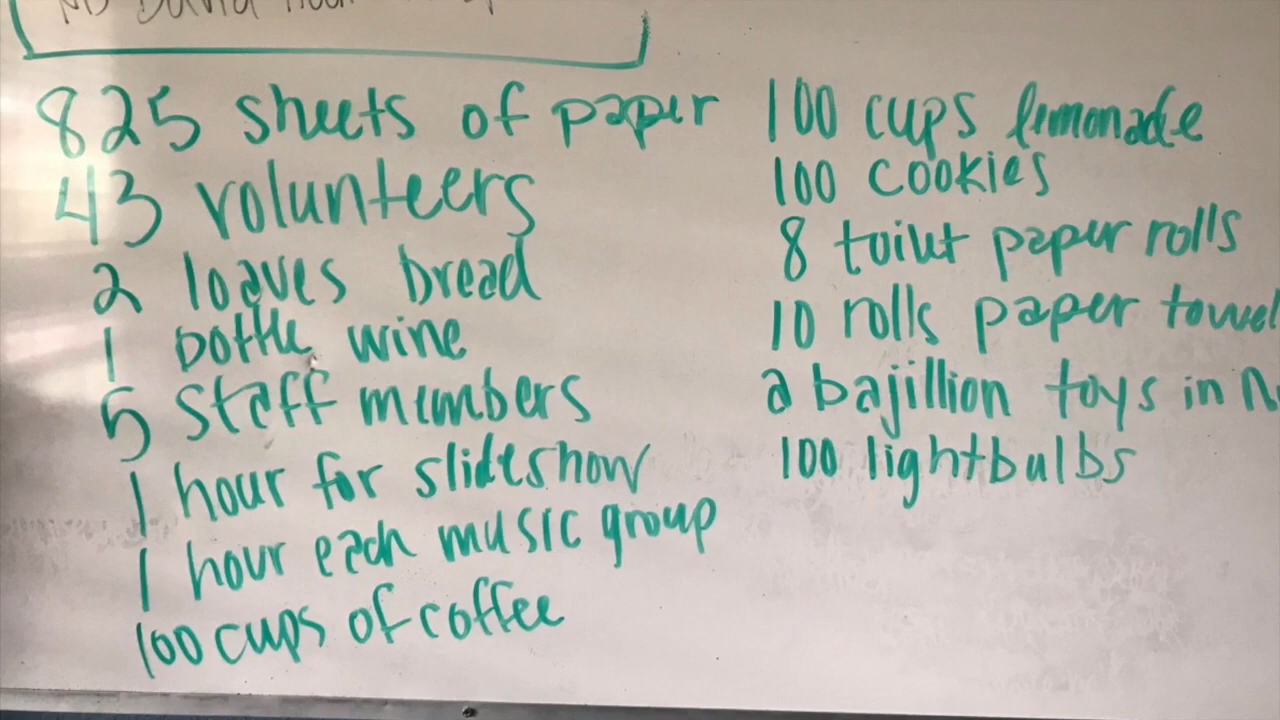 825 sheets of paper
43 volunteers
2 loaves bread
1 bottle wine
5 staff members
1 hour for slideshow
1 hour each music group
100 cups of coffee
100 cups lemonade
100 cookies
8 toilet paper rolls
10 rolls paper towel
a bajillion toys in
100 lightbulbs